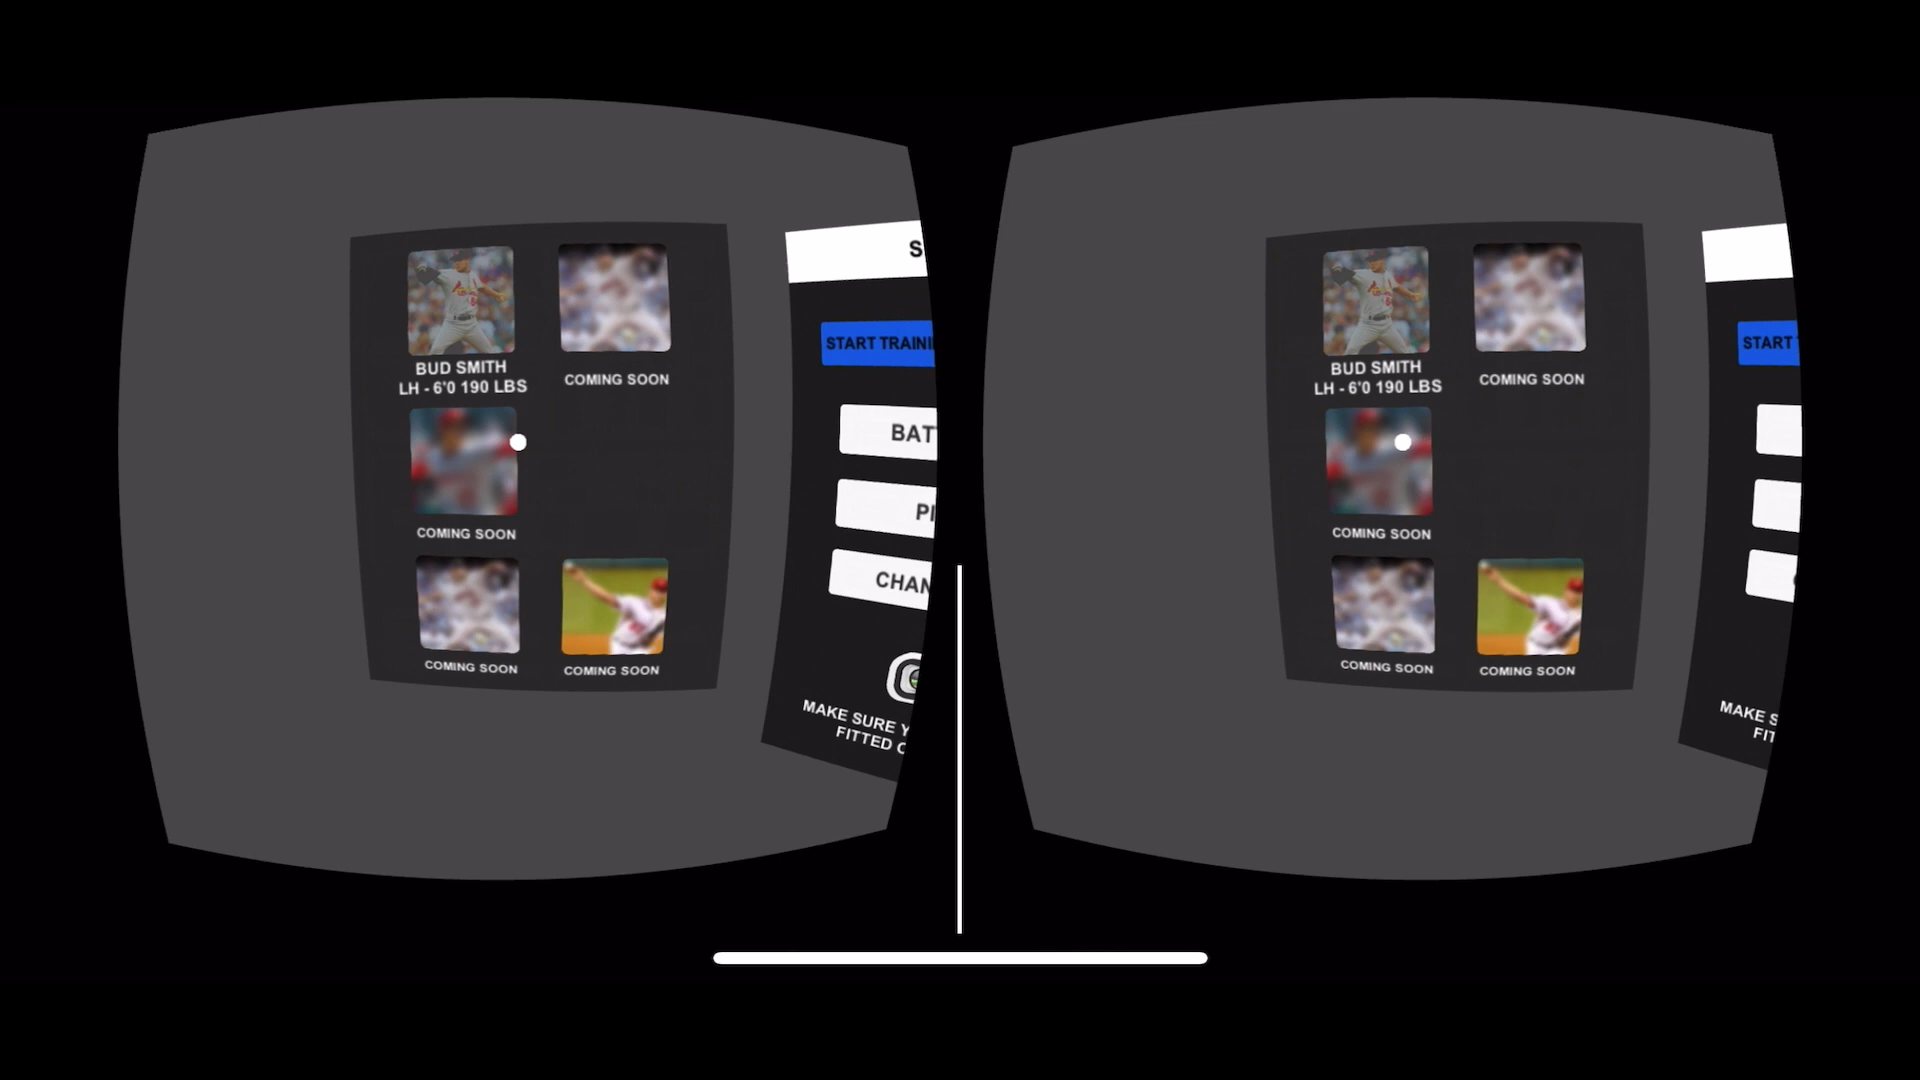 BUD SMITH
LH - 6'0 190 LBS
COMING SOON
COMING SOON
COMING SOON
COMING SOON
S
START TRAINI
BAT
PI
CHAN
MAKE SURE Y
FITTED
BUD SMITH
LH - 6'0 190 LBS
COMING SOON
COMING SOON
COMING SOON
COMING SOON
START
MAKE S
FIT